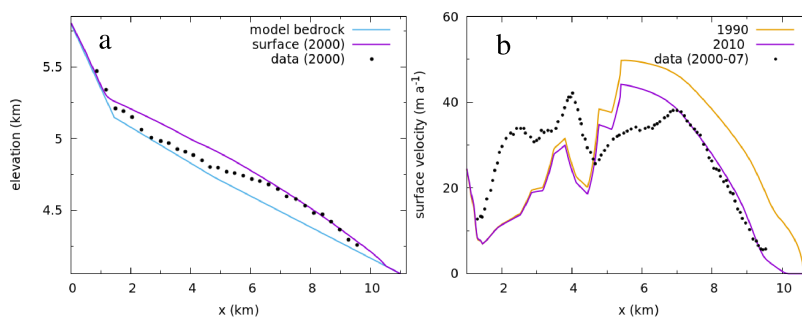 a
model bedrock
surface (2000)
data (2000)
5.5
5
4.5
elevation (km)
0 2 4 6 8 10
x (km)
b
1990
2010
data (2000-07)
60
40
20
0
surface velocity (m a-1)
2 4 6 8 10
x (km)